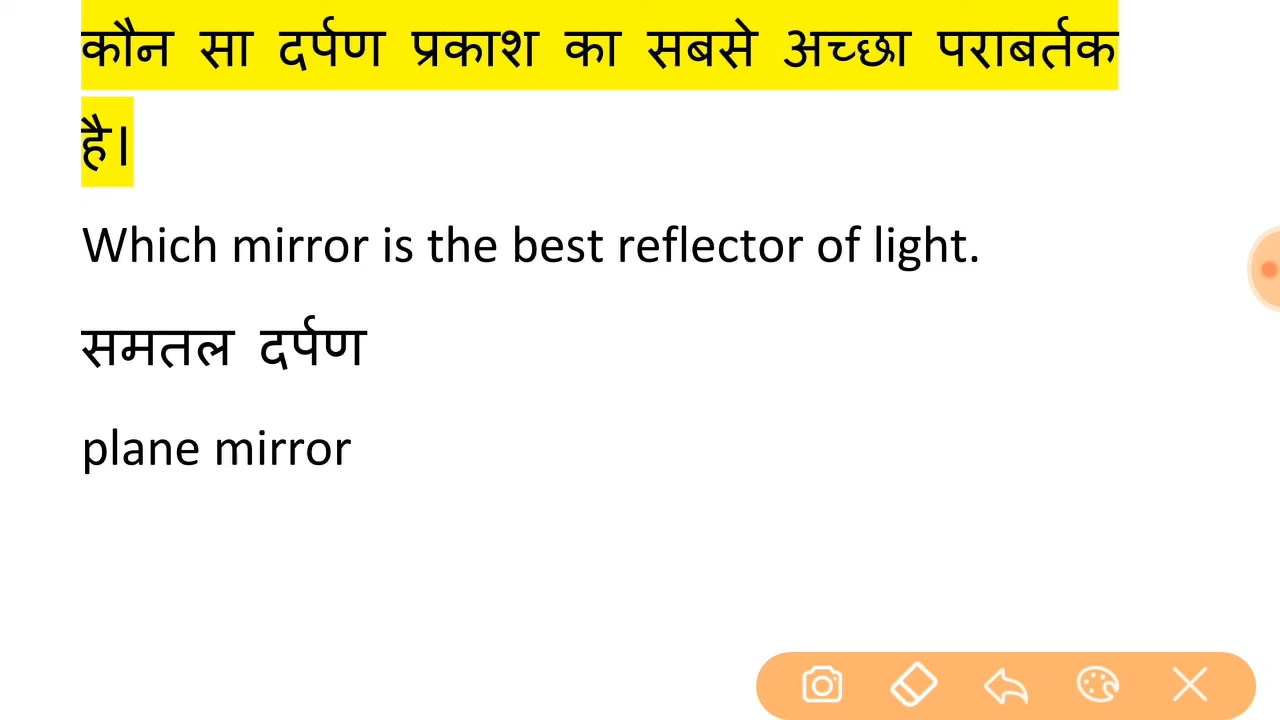 कौन सा दर्पण प्रकाश का सबसे अच्छा पराबर्तक
है।
Which mirror is the best reflector of light.
समतल दर्पण
plane mirror